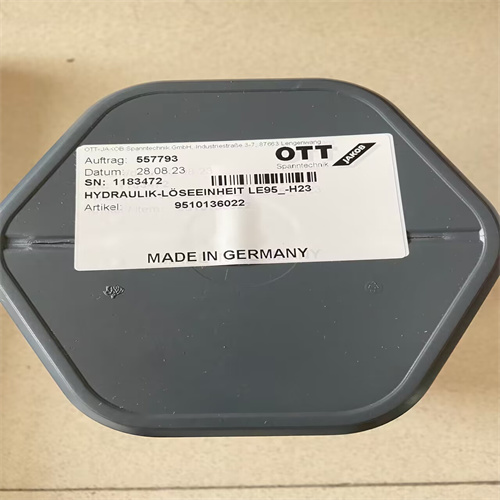 OTT-JAKOB Spanntechnik GmbH, Industriestraße 3-7, 87663 Lengenwang
OTT
Spanntechnik
JAKOB
Auftrag: 557793
Datum: 28.08.23
SN: 1183472
HYDRAULIK-LÖSEEINHEIT LE95_-H23
Artikel: 9510136022
MADE IN GERMANY